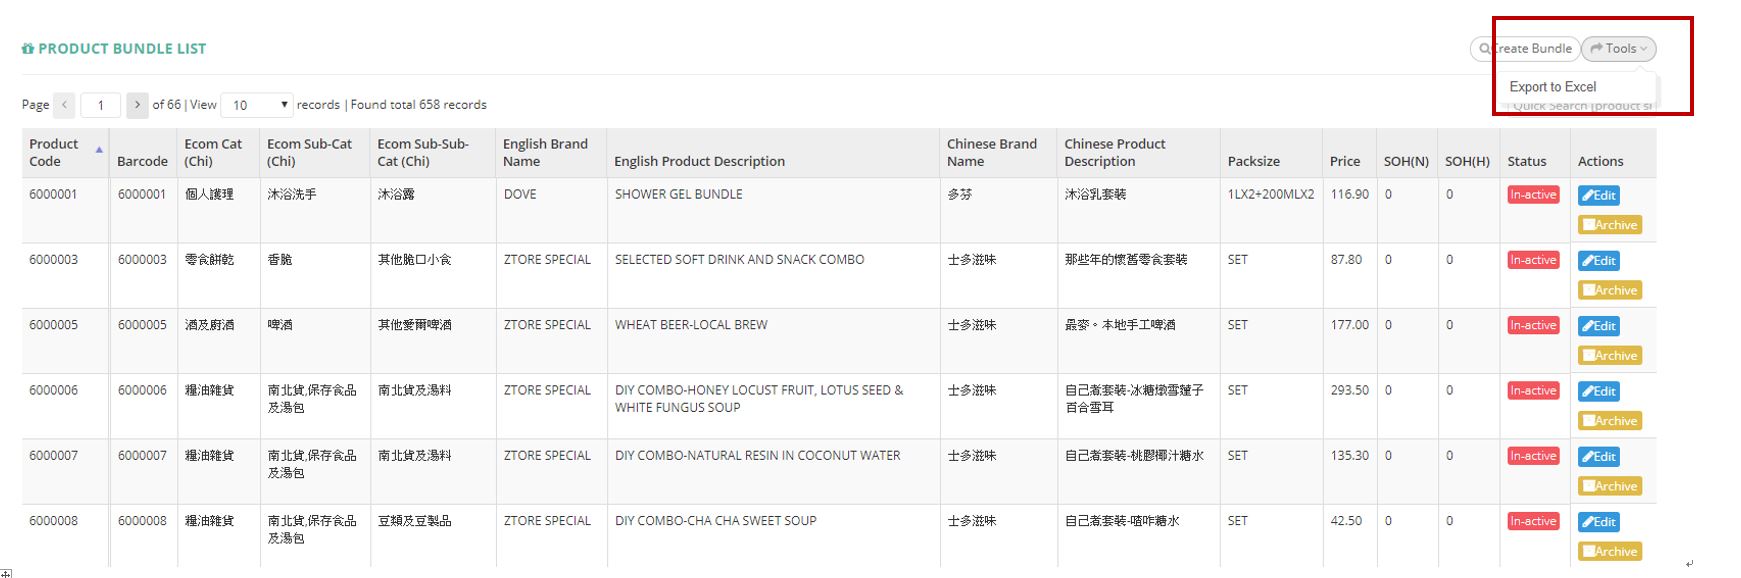 PRODUCT BUNDLE LIST
Create Bundle Tools
Export to Excel
Page 1 of 66 | View 10 records | Found total 658 records
Quick Search [product
Product Code Barcode Ecom Cat (Chi) Ecom Sub-Cat (Chi) Ecom Sub-Sub-Cat (Chi) English Brand Name English Product Description Chinese Brand Name Chinese Product Description Packsize Price SOH(N) SOH(H) Status Actions
6000001 6000001 個人護理 沐浴洗手 沐浴露 DOVE SHOWER GEL BUNDLE 多芬 沐浴乳套裝 1LX2+200MLX2 116.90 0 0 In-active Edit
Archive
6000003 6000003 零食餅乾 香脆 其他脆口小食 ZTORE SPECIAL SELECTED SOFT DRINK AND SNACK COMBO 士多滋味 那些年的懷舊零食套裝 SET 87.80 0 0 In-active Edit
Archive
6000005 6000005 酒及廚酒 啤酒 其他愛爾啤酒 ZTORE SPECIAL WHEAT BEER-LOCAL BREW 士多滋味 最麥。本地手工啤酒 SET 177.00 0 0 In-active Edit
Archive
6000006 6000006 糧油雜貨 南北貨,保存食品及湯包 南北貨及湯料 ZTORE SPECIAL DIY COMBO-HONEY LOCUST FRUIT, LOTUS SEED & WHITE FUNGUS SOUP 士多滋味 自己煮套裝-冰糖燉雪蓮子百合雪耳 SET 293.50 0 0 In-active Edit
Archive
6000007 6000007 糧油雜貨 南北貨,保存食品及湯包 南北貨及湯料 ZTORE SPECIAL DIY COMBO-NATURAL RESIN IN COCONUT WATER 士多滋味 自己煮套裝-桃膠椰汁糖水 SET 135.30 0 0 In-active Edit
Archive
6000008 6000008 糧油雜貨 南北貨,保存食品及湯包 豆類及豆製品 ZTORE SPECIAL DIY COMBO-CHA CHA SWEET SOUP 士多滋味 自己煮套裝-喳咋糖水 SET 42.50 0 0 In-active Edit
Archive